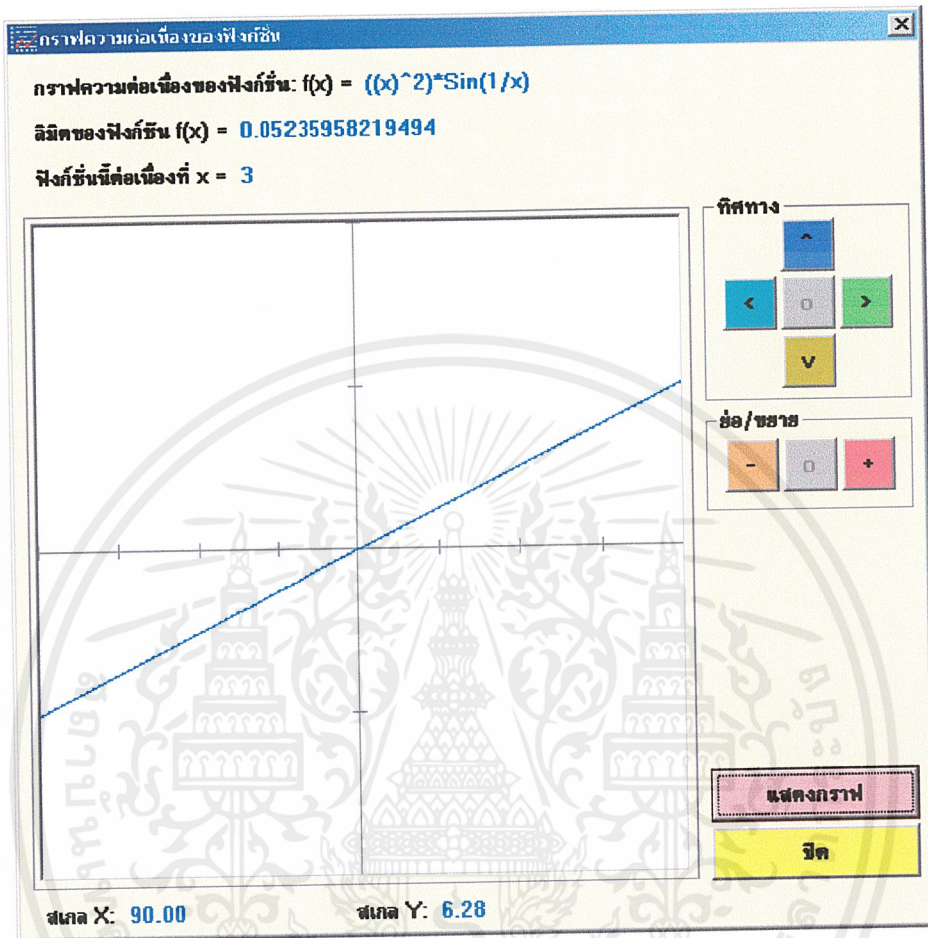 กราฟความต่อเนื่องของฟังก์ชัน
กราฟความต่อเนื่องของฟังก์ชั่น: f(x) = ((x)^2)*Sin(1/x)
ลิมิตของฟังก์ชัน f(x) = 0.05235958219494
ฟังก์ชั่นนี้ต่อเนื่องที่ x = 3
ทิศทาง
^
< O >
v
ย่อ/ขยาย
- O +
แสดงกราฟ
ปิด
สเกล X: 90.00 สเกล Y: 6.28